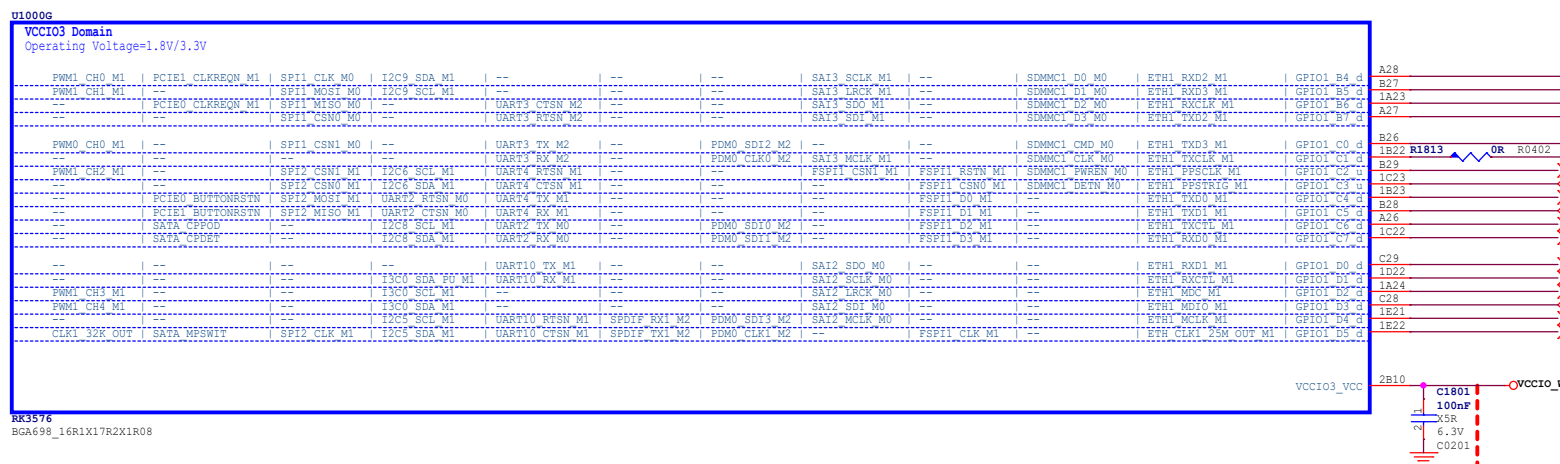 U1000G
VCCIO3 Domain
Operating Voltage=1.8V/3.3V
PWM1_CH0_M1 | PCIE1_CLKREQN_M1 | SPI1_CLK_M0 | I2C9_SDA_M1 | -- | -- | -- | SAI3_SCLK_M1 | -- | SDMMC1_D0_M0 | ETH1_RXD2_M1 | GPIO1_B4_d A28
PWM1_CH1_M1 | -- | SPI1_MOSI_M0 | I2C9_SCL_M1 | -- | -- | -- | SAI3_LRCK_M1 | -- | SDMMC1_D1_M0 | ETH1_RXD3_M1 | GPIO1_B5_d B27
-- | PCIE0_CLKREQN_M1 | SPI1_MISO_M0 | -- | UART3_CTSN_M2 | -- | -- | SAI3_SDO_M1 | -- | SDMMC1_D2_M0 | ETH1_RXCLK_M1 | GPIO1_B6_d 1A23
-- | -- | SPI1_CSN0_M0 | -- | UART3_RTSN_M2 | -- | -- | SAI3_SDI_M1 | -- | SDMMC1_D3_M0 | ETH1_TXD2_M1 | GPIO1_B7_d A27
PWM0_CH0_M1 | -- | SPI1_CSN1_M0 | -- | UART3_TX_M2 | -- | PDM0_SDI2_M2 | -- | -- | SDMMC1_CMD_M0 | ETH1_TXD3_M1 | GPIO1_C0_d B26
-- | -- | -- | -- | UART3_RX_M2 | -- | PDM0_CLK0_M2 | SAI3_MCLK_M1 | -- | SDMMC1_CLK_M0 | ETH1_TXCLK_M1 | GPIO1_C1_d 1B22 R1813 0R R0402
PWM1_CH2_M1 | -- | SPI2_CSN1_M1 | I2C6_SCL_M1 | UART4_RTSN_M1 | -- | -- | FSPI1_CSN1_M1 | FSPI1_RSTN_M1 | SDMMC1_PWREN_M0 | ETH1_PPSCLK_M1 | GPIO1_C2_u B29
-- | -- | SPI2_CSN0_M1 | I2C6_SDA_M1 | UART4_CTSN_M1 | -- | -- | -- | FSPI1_CSN0_M1 | SDMMC1_DETN_M0 | ETH1_PPSTRIG_M1 | GPIO1_C3_u 1C23
-- | PCIE0_BUTTONRSTN | SPI2_MOSI_M1 | UART2_RTSN_M0 | UART4_TX_M1 | -- | -- | -- | FSPI1_D0_M1 | -- | ETH1_TXD0_M1 | GPIO1_C4_d 1B23
-- | PCIE1_BUTTONRSTN | SPI2_MISO_M1 | UART2_CTSN_M0 | UART4_RX_M1 | -- | -- | -- | FSPI1_D1_M1 | -- | ETH1_TXD1_M1 | GPIO1_C5_d B28
-- | SATA_CPPOD | -- | I2C8_SCL_M1 | UART2_TX_M0 | -- | PDM0_SDI0_M2 | -- | FSPI1_D2_M1 | -- | ETH1_TXCTL_M1 | GPIO1_C6_d A26
-- | SATA_CPDET | -- | I2C8_SDA_M1 | UART2_RX_M0 | -- | PDM0_SDI1_M2 | -- | FSPI1_D3_M1 | -- | ETH1_RXD0_M1 | GPIO1_C7_d 1C22
-- | -- | -- | -- | UART10_TX_M1 | -- | -- | SAI2_SDO_M0 | -- | -- | ETH1_RXD1_M1 | GPIO1_D0_d C29
-- | -- | -- | I3C0_SDA_PU_M1 | UART10_RX_M1 | -- | -- | SAI2_SCLK_M0 | -- | -- | ETH1_RXCTL_M1 | GPIO1_D1_d 1D22
PWM1_CH3_M1 | -- | -- | I3C0_SCL_M1 | -- | -- | -- | SAI2_LRCK_M0 | -- | -- | ETH1_MDC_M1 | GPIO1_D2_d 1A24
PWM1_CH4_M1 | -- | -- | I3C0_SDA_M1 | -- | -- | -- | SAI2_SDI_M0 | -- | -- | ETH1_MDIO_M1 | GPIO1_D3_d C28
-- | -- | -- | I2C5_SCL_M1 | UART10_RTSN_M1 | SPDIF_RX1_M2 | PDM0_SDI3_M2 | SAI2_MCLK_M0 | -- | -- | ETH1_MCLK_M1 | GPIO1_D4_d 1E21
CLK1_32K_OUT | SATA_MPSWIT | SPI2_CLK_M1 | I2C5_SDA_M1 | UART10_CTSN_M1 | SPDIF_TX1_M2 | PDM0_CLK1_M2 | -- | FSPI1_CLK_M1 | -- | ETH_CLK1_25M_OUT_M1 | GPIO1_D5_d 1E22
VCCIO3_VCC 2B10
C1801
100nF
X5R
6.3V
C0201
1
2
RK3576
BGA698_16R1X17R2X1R08